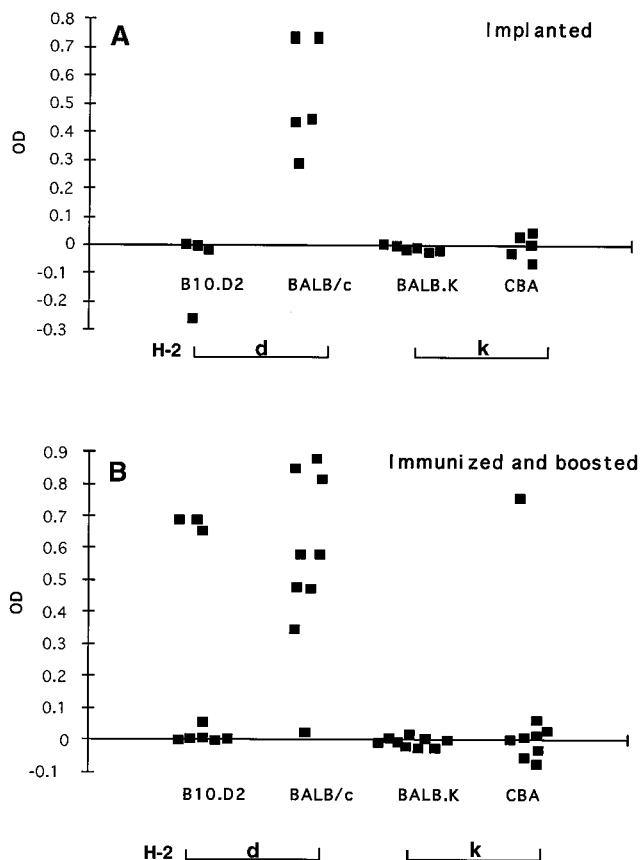 A
Implanted
0.8
0.7
0.6
0.5
0.4
0.3
0.2
0.1
0
-0.1
-0.2
-0.3
OD
B10.D2 BALB/c BALB.K CBA
H-2 d k
B
Immunized and boosted
0.9
0.8
0.7
0.6
0.5
0.4
0.3
0.2
0.1
0
-0.1
OD
B10.D2 BALB/c BALB.K CBA
H-2 d k